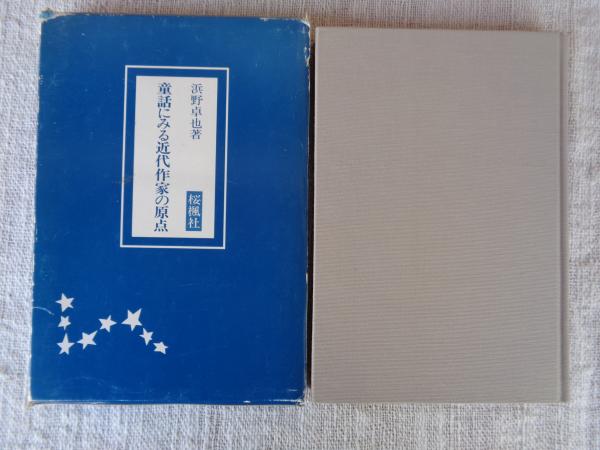 浜野卓也著
童話にみる近代作家の原点
桜楓社